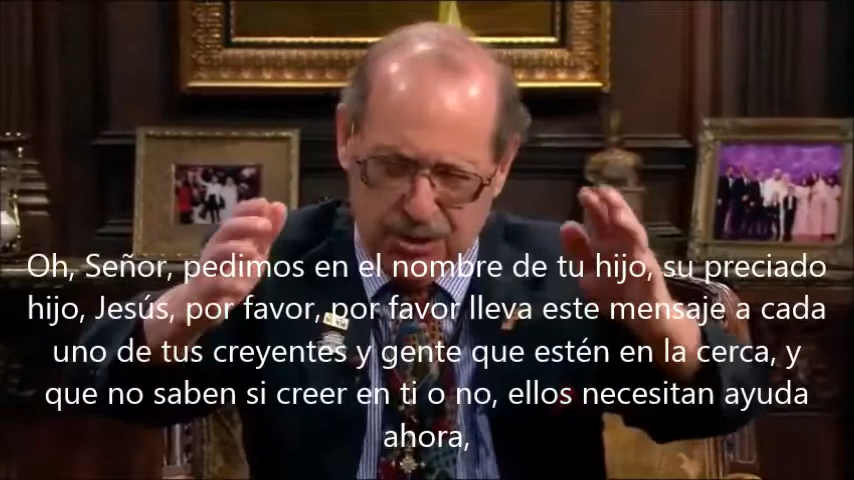 Oh, Señor, pedimos en el nombre de tu hijo, su preciado
hijo, Jesús, por favor, por favor lleva este mensaje a cada
uno de tus creyentes y gente que estén en la cerca, y
que no saben si creer en ti o no, ellos necesitan ayuda
ahora,